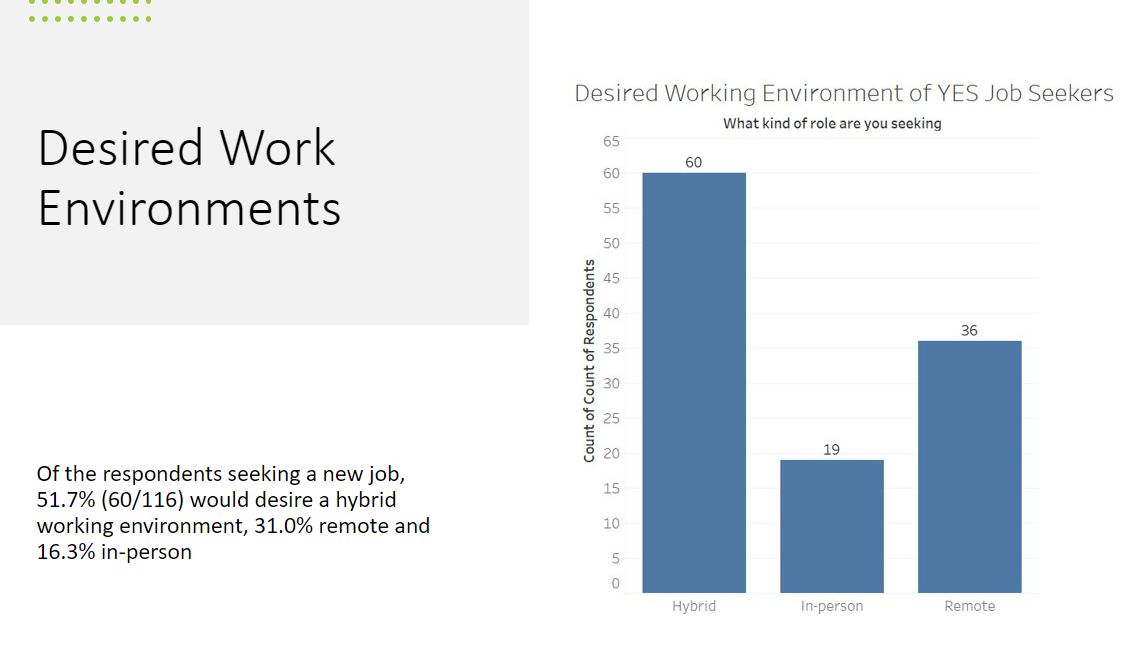 Desired Work
Environments
Of the respondents seeking a new job,
51.7% (60/116) would desire a hybrid
working environment, 31.0% remote and
16.3% in-person
Desired Working Environment of YES Job Seekers
What kind of role are you seeking
Count of Count of Respondents
65
60
55
50
45
40
35
30
25
20
15
10
5
0
60
19
36
Hybrid
In-person
Remote